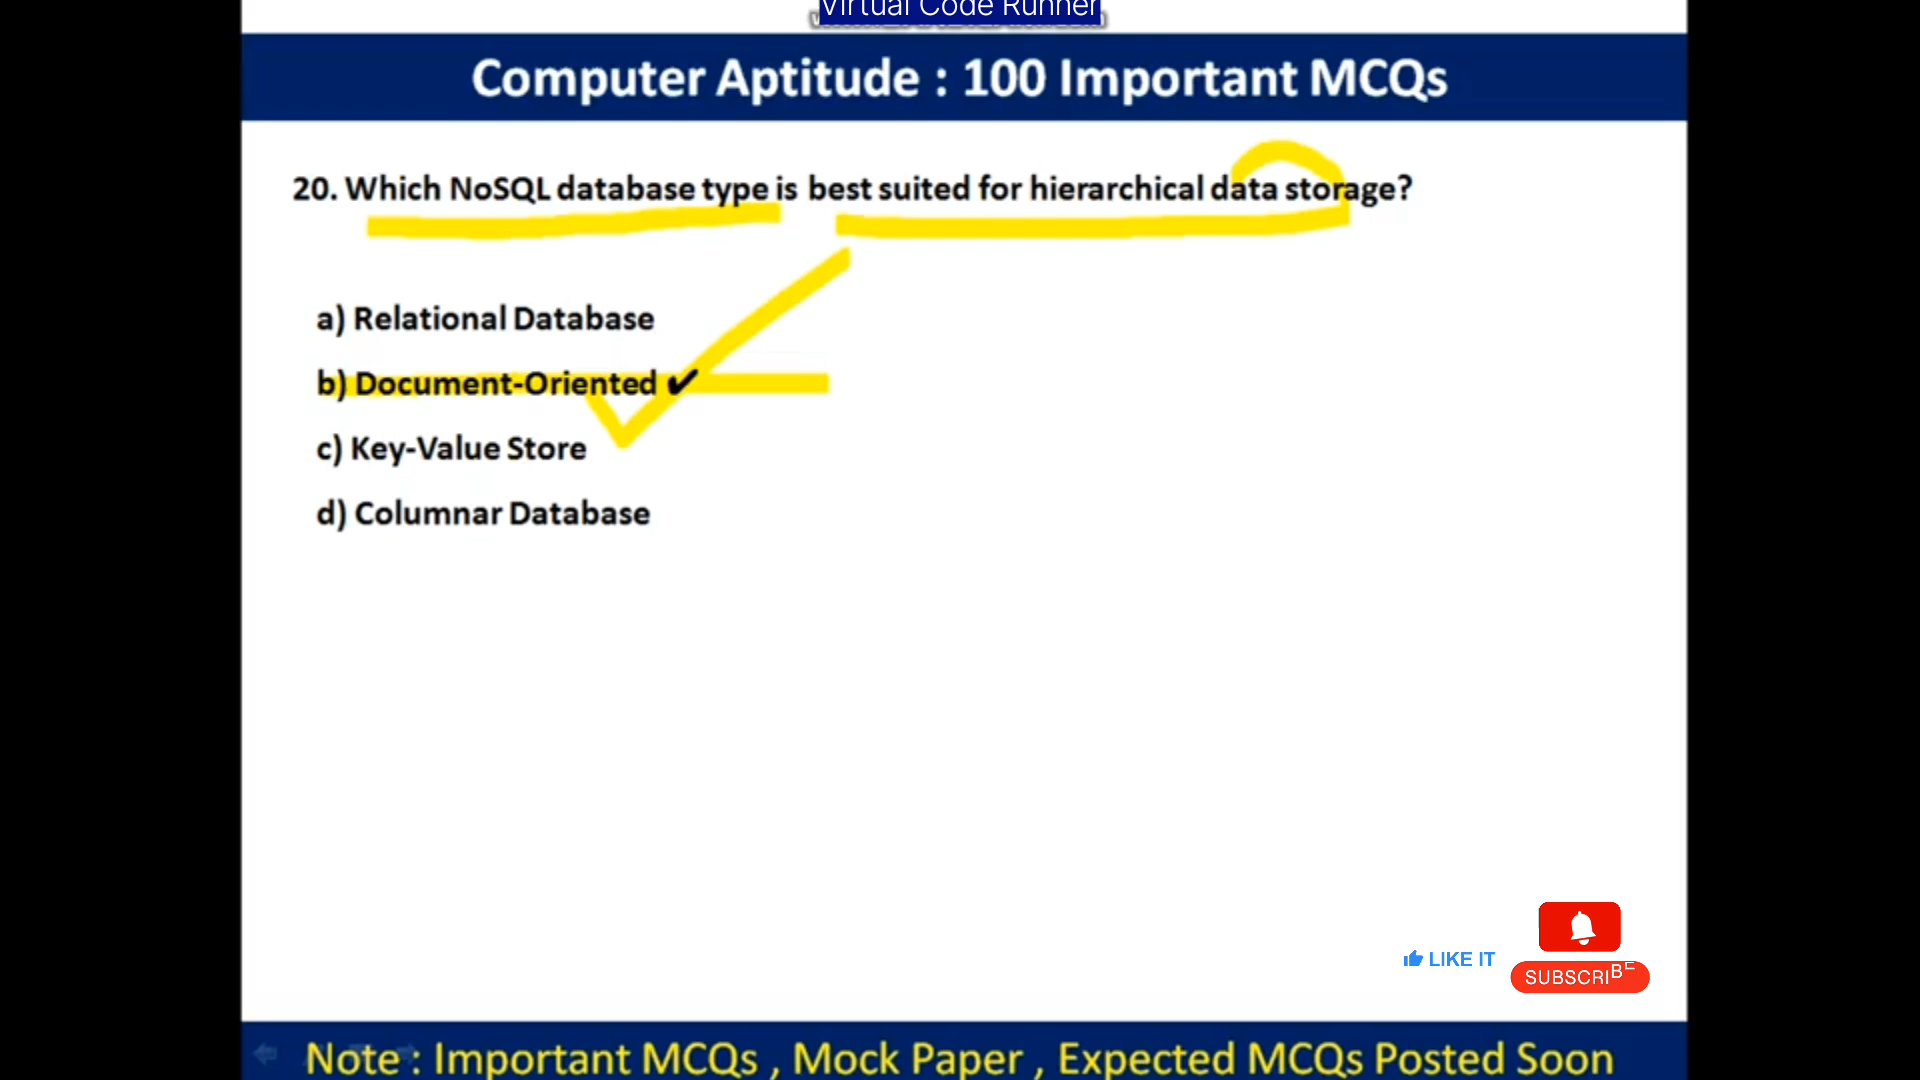 Virtual Code Runner
Computer Aptitude : 100 Important MCQs
20. Which NoSQL database type is best suited for hierarchical data storage?
a) Relational Database
b) Document-Oriented ✔
c) Key-Value Store
d) Columnar Database
LIKE IT
SUBSCRIBE
Note : Important MCQs , Mock Paper , Expected MCQs Posted Soon